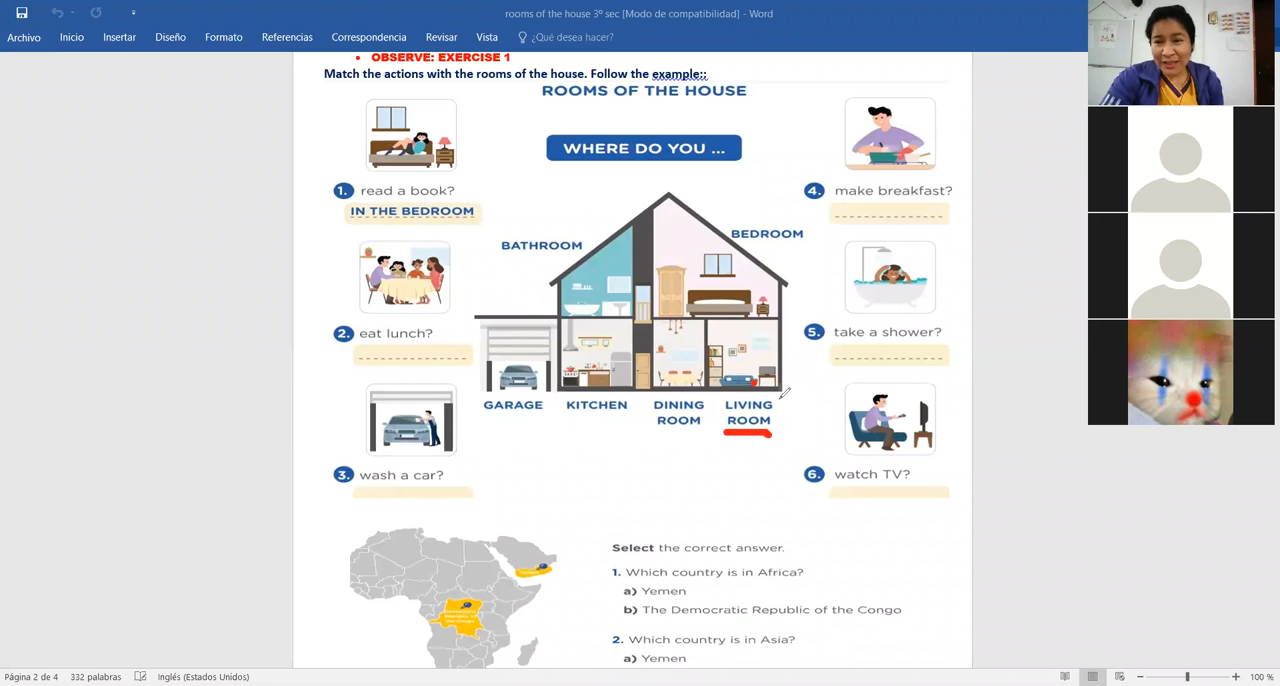 rooms of the house 3º sec [Modo de compatibilidad] - Word
Archivo Inicio Insertar Diseño Formato Referencias Correspondencia Revisar Vista ¿Qué desea hacer?
• OBSERVE: EXERCISE 1
Match the actions with the rooms of the house. Follow the example::
ROOMS OF THE HOUSE
WHERE DO YOU ...
1. read a book?
IN THE BEDROOM
2. eat lunch?
3. wash a car?
BATHROOM
BEDROOM
GARAGE
KITCHEN
DINING
ROOM
LIVING
ROOM
4. make breakfast?
5. take a shower?
6. watch TV?
Select the correct answer.
1. Which country is in Africa?
a) Yemen
b) The Democratic Republic of the Congo
2. Which country is in Asia?
a) Yemen
Página 2 de 4 332 palabras Inglés (Estados Unidos) 100 %